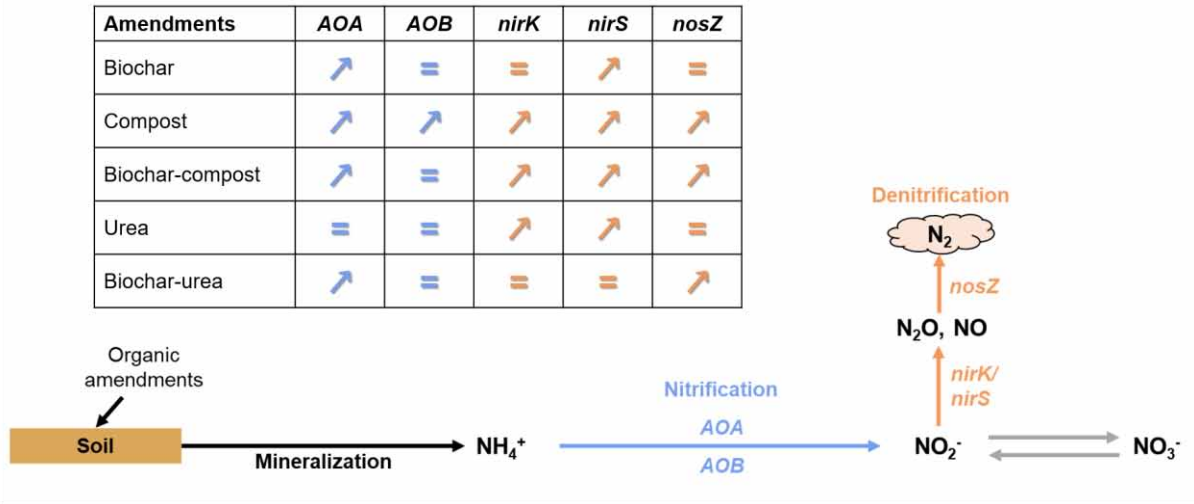 Amendments AOA AOB nirK nirS nosZ
Biochar ↗ = = ↗ =
Compost ↗ ↗ ↗ ↗ ↗
Biochar-compost ↗ = ↗ ↗ ↗
Urea = = ↗ ↗ =
Biochar-urea ↗ = = = ↗
Denitrification
N₂
nosZ
N₂O, NO
nirK/
nirS
Organic
amendments
Soil
Mineralization
NH₄⁺
Nitrification
AOA
AOB
NO₂⁻
NO₃⁻